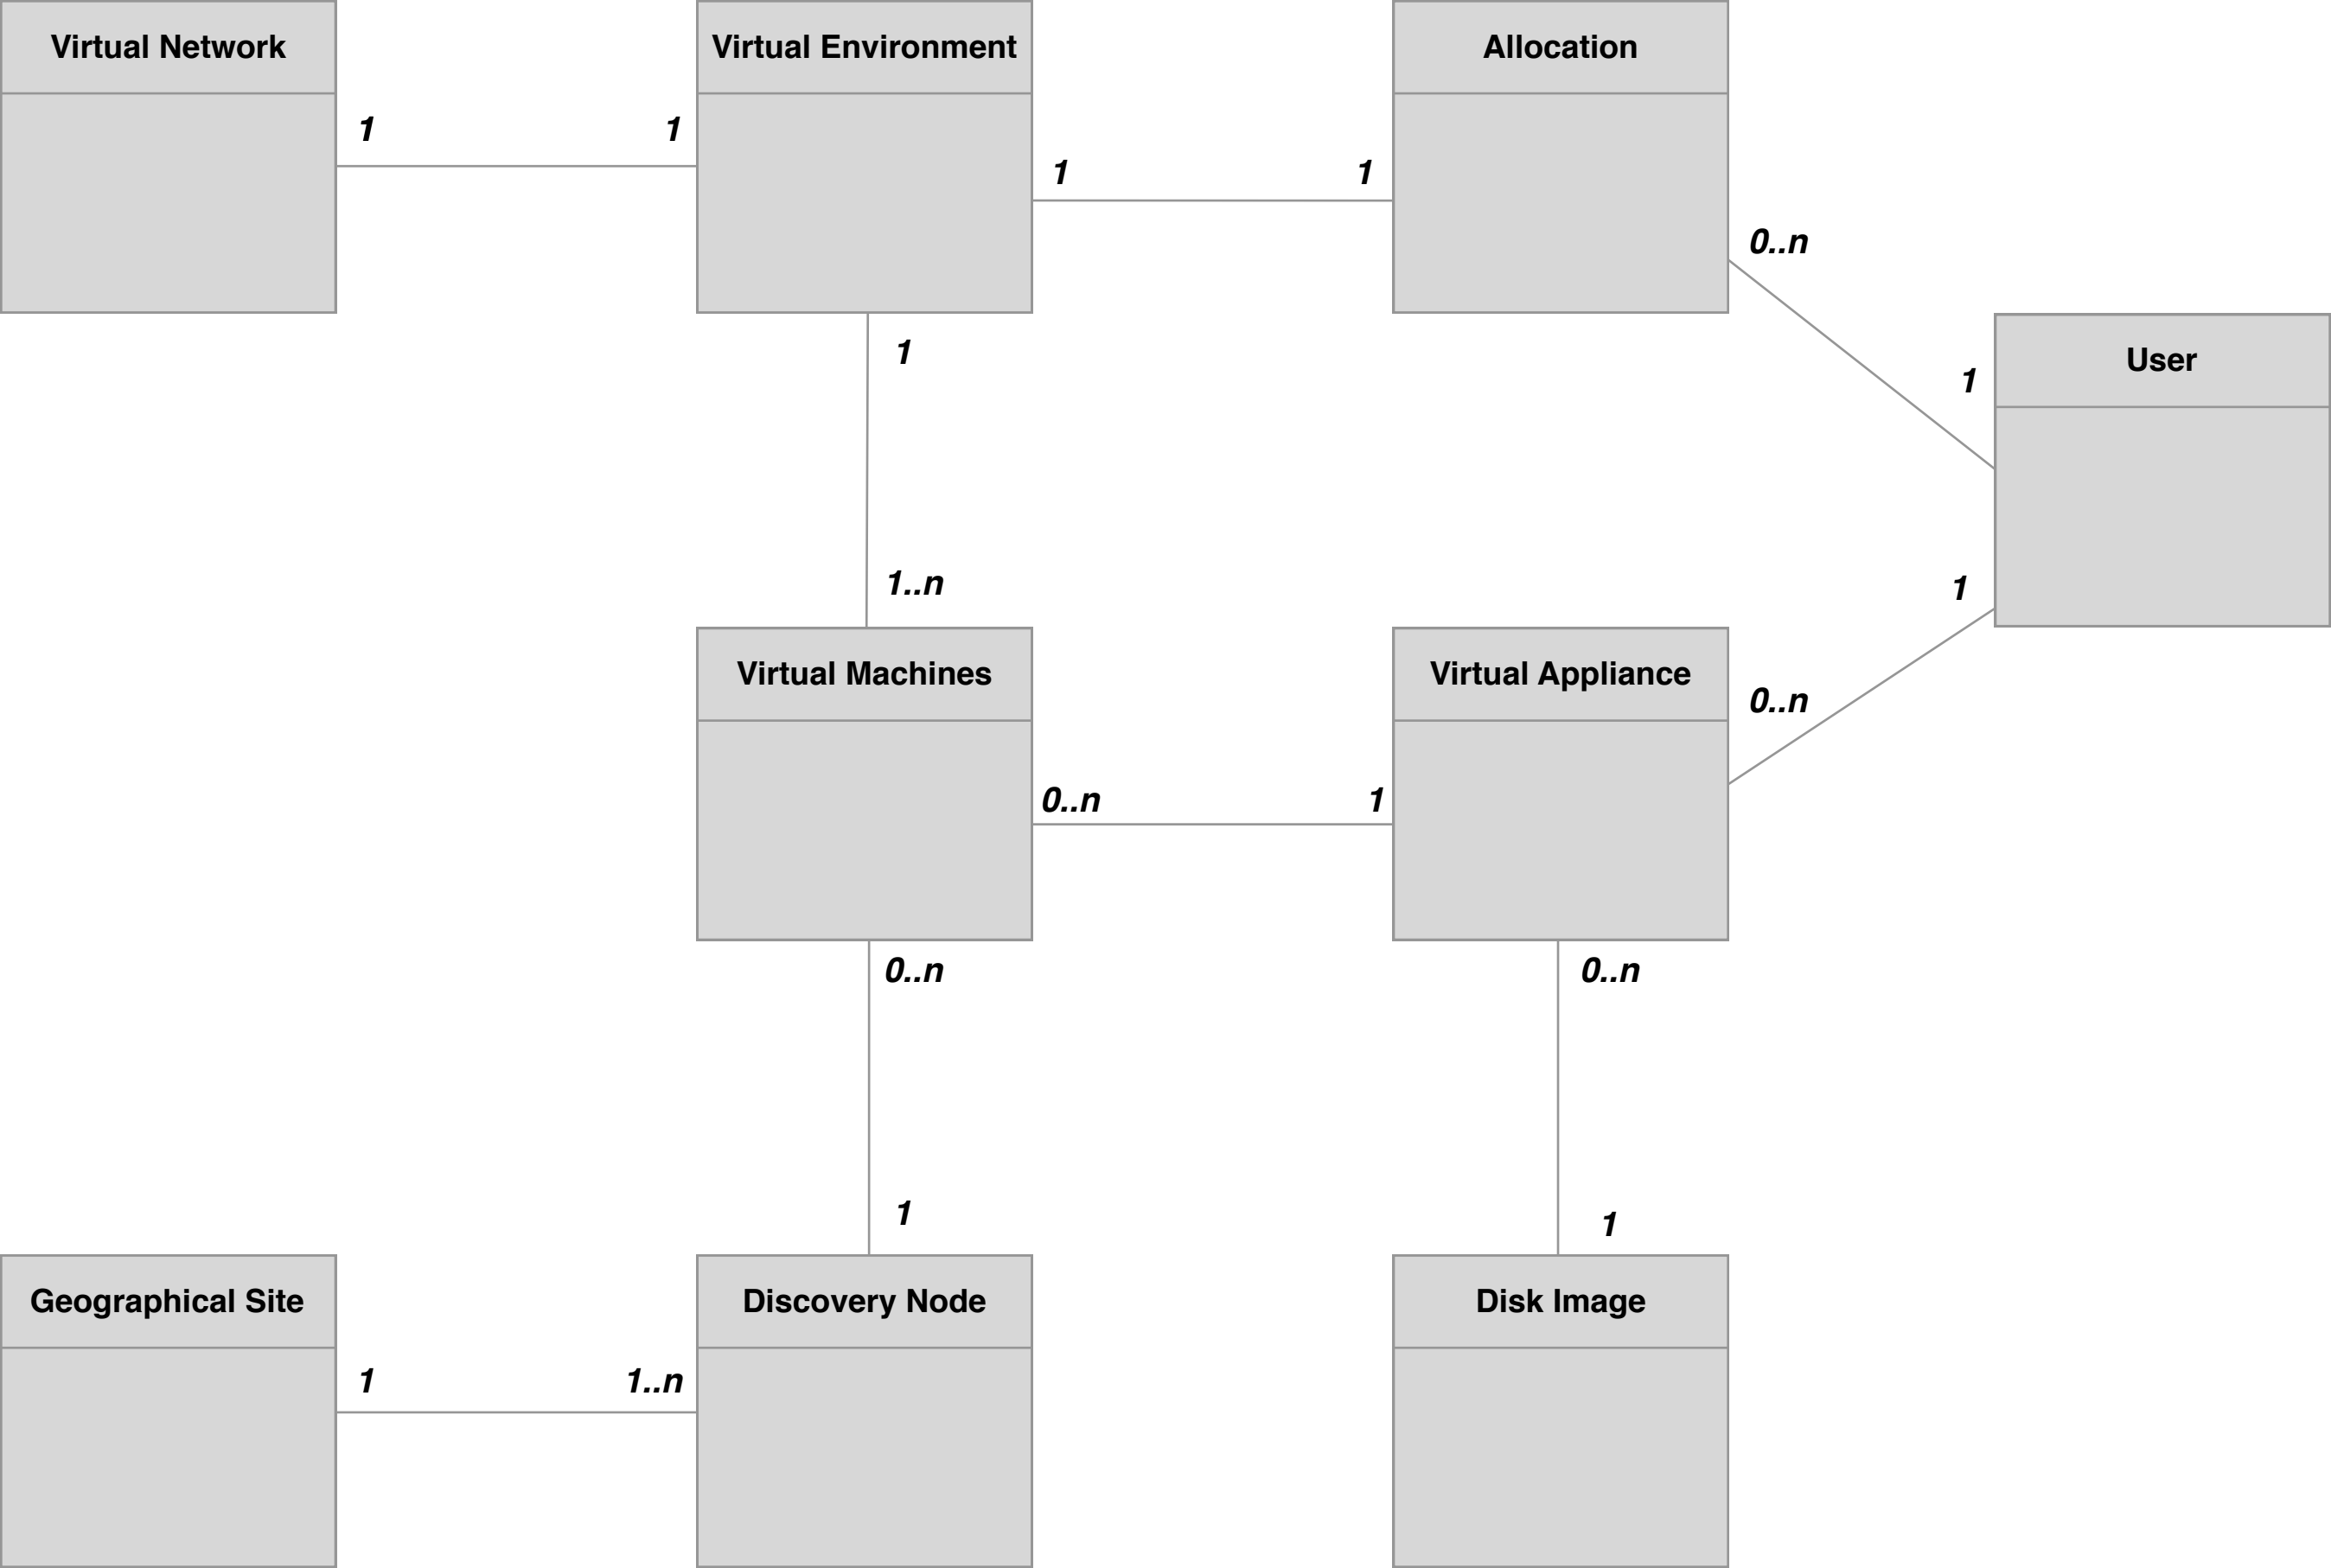 Virtual Network
Virtual Environment
Allocation
1
1
1
1
0..n
1
User
1
1..n
1
Virtual Machines
Virtual Appliance
0..n
0..n
1
0..n
0..n
1
1
Geographical Site
Discovery Node
Disk Image
1
1..n